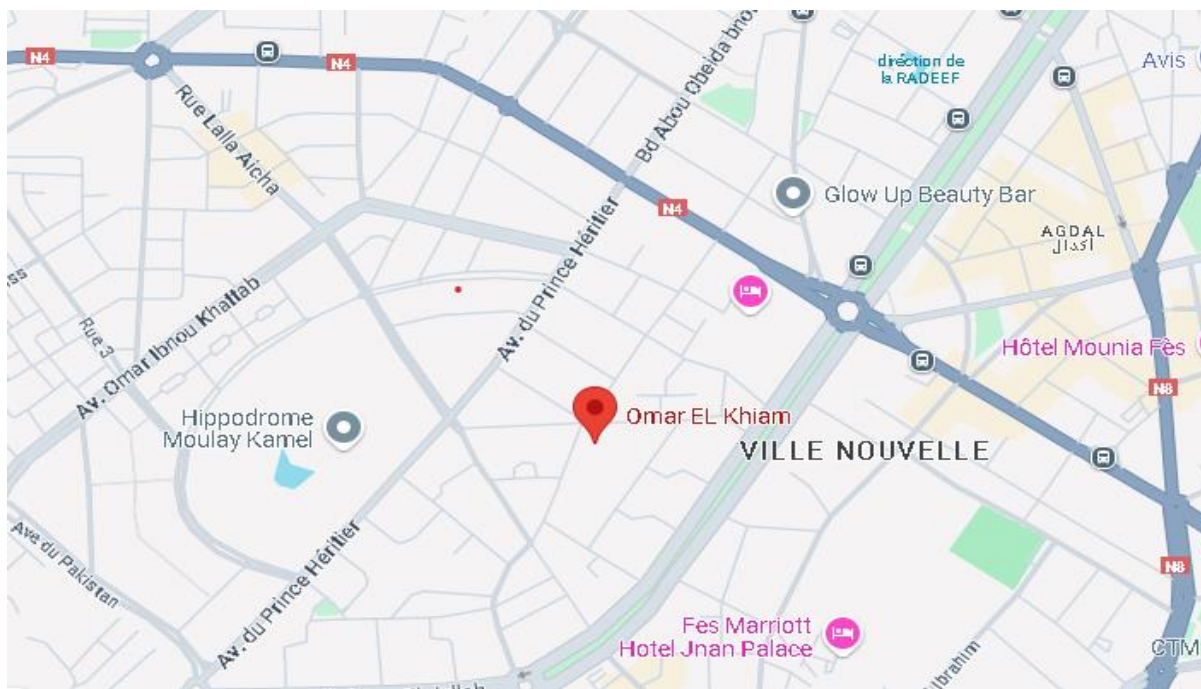 N4
N4
Rue Lalla Aicha
Bd Abou Obeida bnou
diréction de
la RADEEF
Avis
Glow Up Beauty Bar
N4
AGDAL
أكدال
Av. du Prince Héritier
Av. Omar Ibnou Khattab
Rue 3
Hôtel Mounia Fès
N8
Omar EL Khiam
Hippodrome
Moulay Kamel
VILLE NOUVELLE
Ave du Pakistan
Av. du Prince Héritier
N8
Fes Marriott
Hotel Jnan Palace
CTM